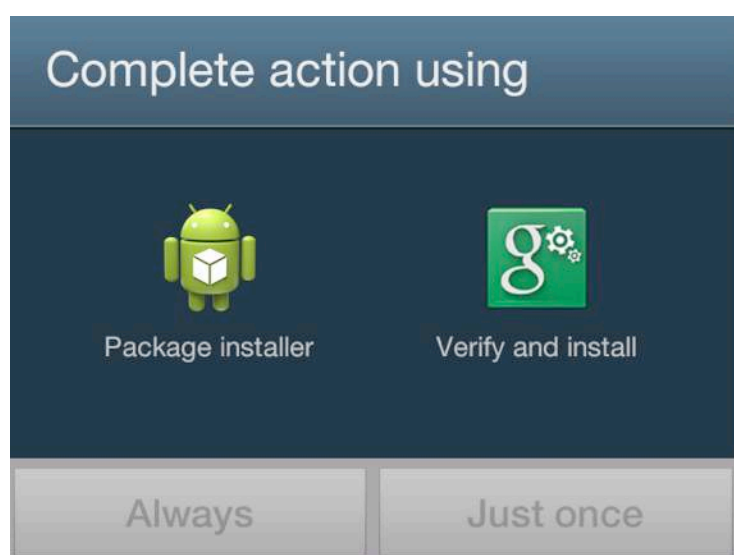 Complete action using
g
Package installer
Verify and install
Always
Just once